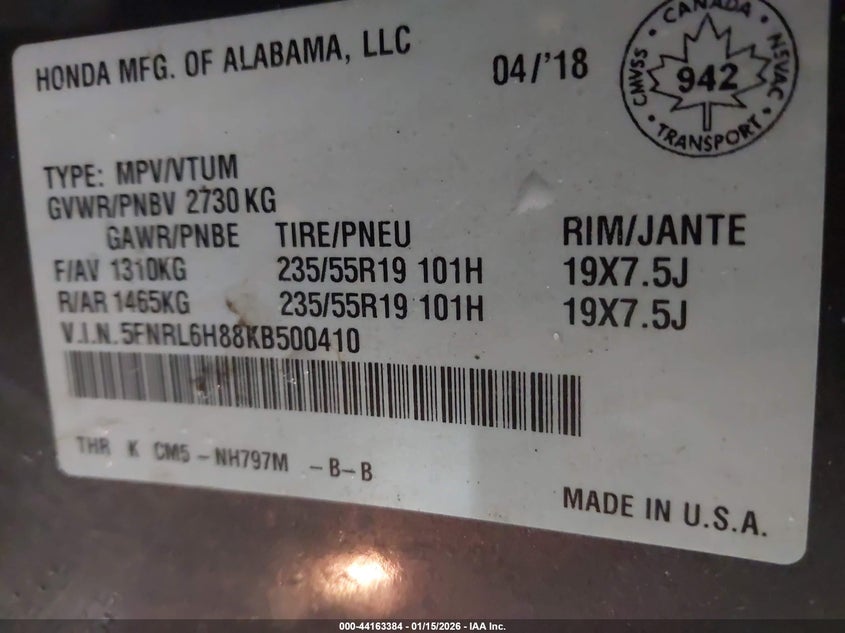 HONDA MFG. OF ALABAMA, LLC
04/'18
CANADA
CMVSS
NSVAC
942
TRANSPORT
TYPE: MPV/VTUM
GVWR/PNBV 2730 KG
GAWR/PNBE TIRE/PNEU RIM/JANTE
F/AV 1310KG 235/55R19 101H 19X7.5J
R/AR 1465KG 235/55R19 101H 19X7.5J
V.I.N. 5FNRL6H88KB500410
THR K CM5 - NH797M - B - B
MADE IN U.S.A.
000-44163384 - 01/15/2026 - IAA Inc.